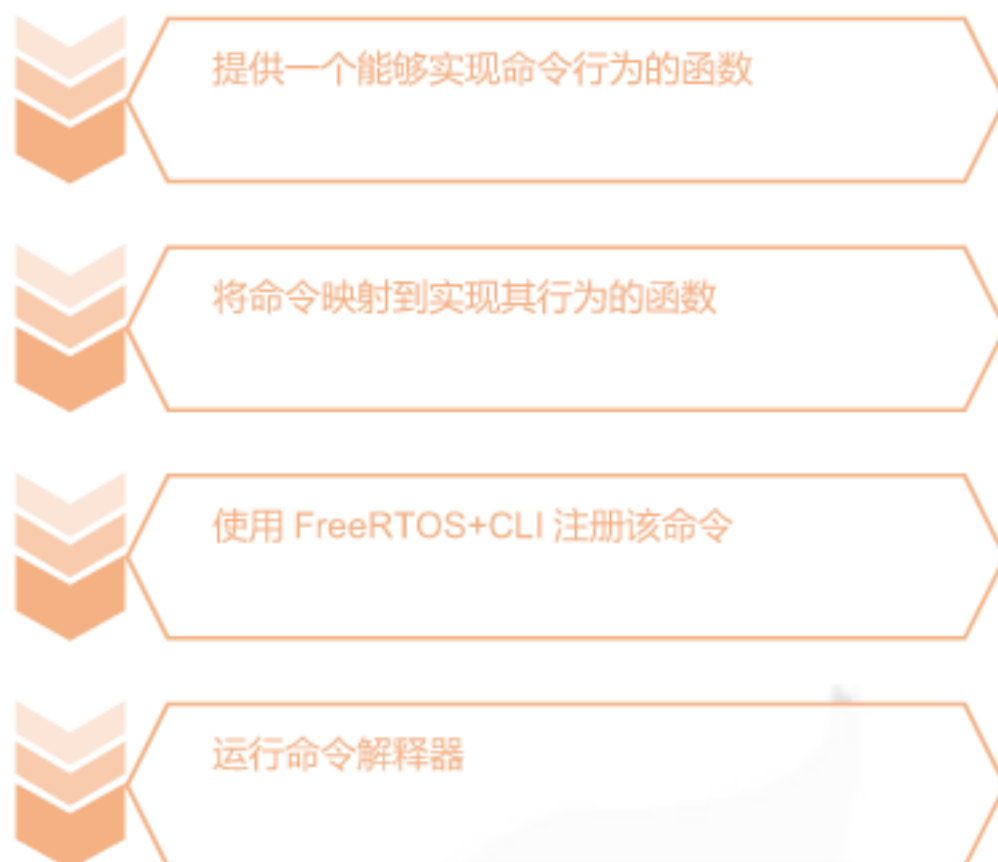 提供一个能够实现命令行为的函数
将命令映射到实现其行为的函数
使用 FreeRTOS+CLI 注册该命令
运行命令解释器